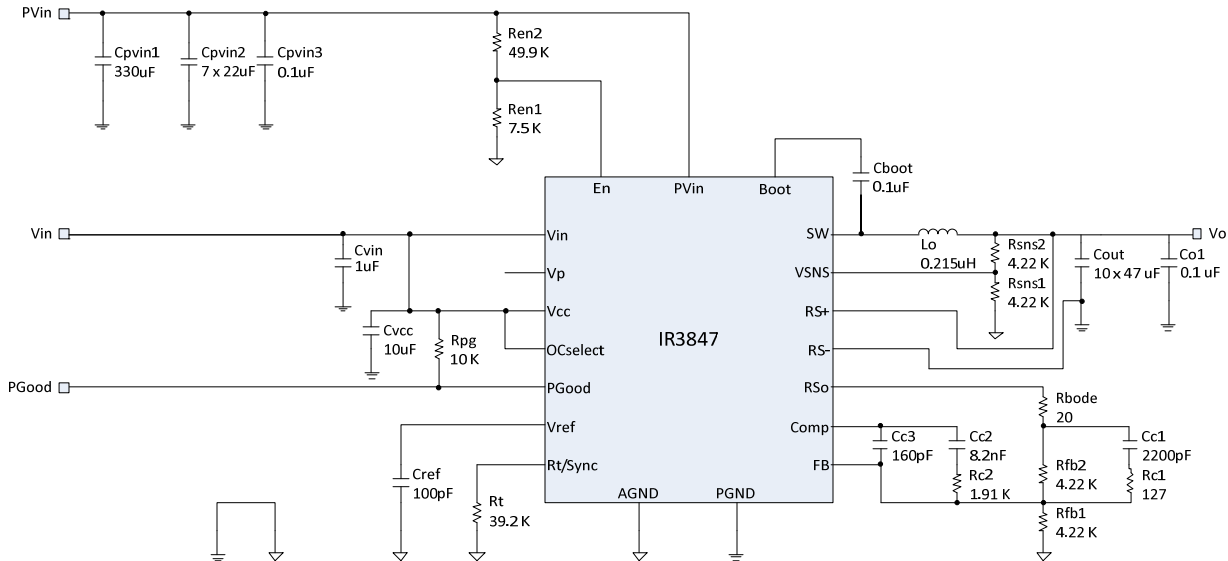 PVin
Cpvin1
330uF
Cpvin2
7 x 22uF
Cpvin3
0.1uF
Ren2
49.9 K
Ren1
7.5 K
Cboot
0.1uF
En
PVin
Boot
Vin
Cvin
1uF
Vin
Vp
Vcc
OCselect
PGood
Vref
Rt/Sync
IR3847
AGND
PGND
SW
VSNS
RS+
RS-
RSo
Comp
FB
Lo
0.215uH
Rsns2
4.22 K
Rsns1
4.22 K
Cout
10 x 47 uF
Co1
0.1 uF
Vo
Cvcc
10uF
Rpg
10 K
PGood
Cref
100pF
Rt
39.2 K
Rbode
20
Cc3
160pF
Cc2
8.2nF
Rc2
1.91 K
Rfb2
4.22 K
Cc1
2200pF
Rc1
127
Rfb1
4.22 K